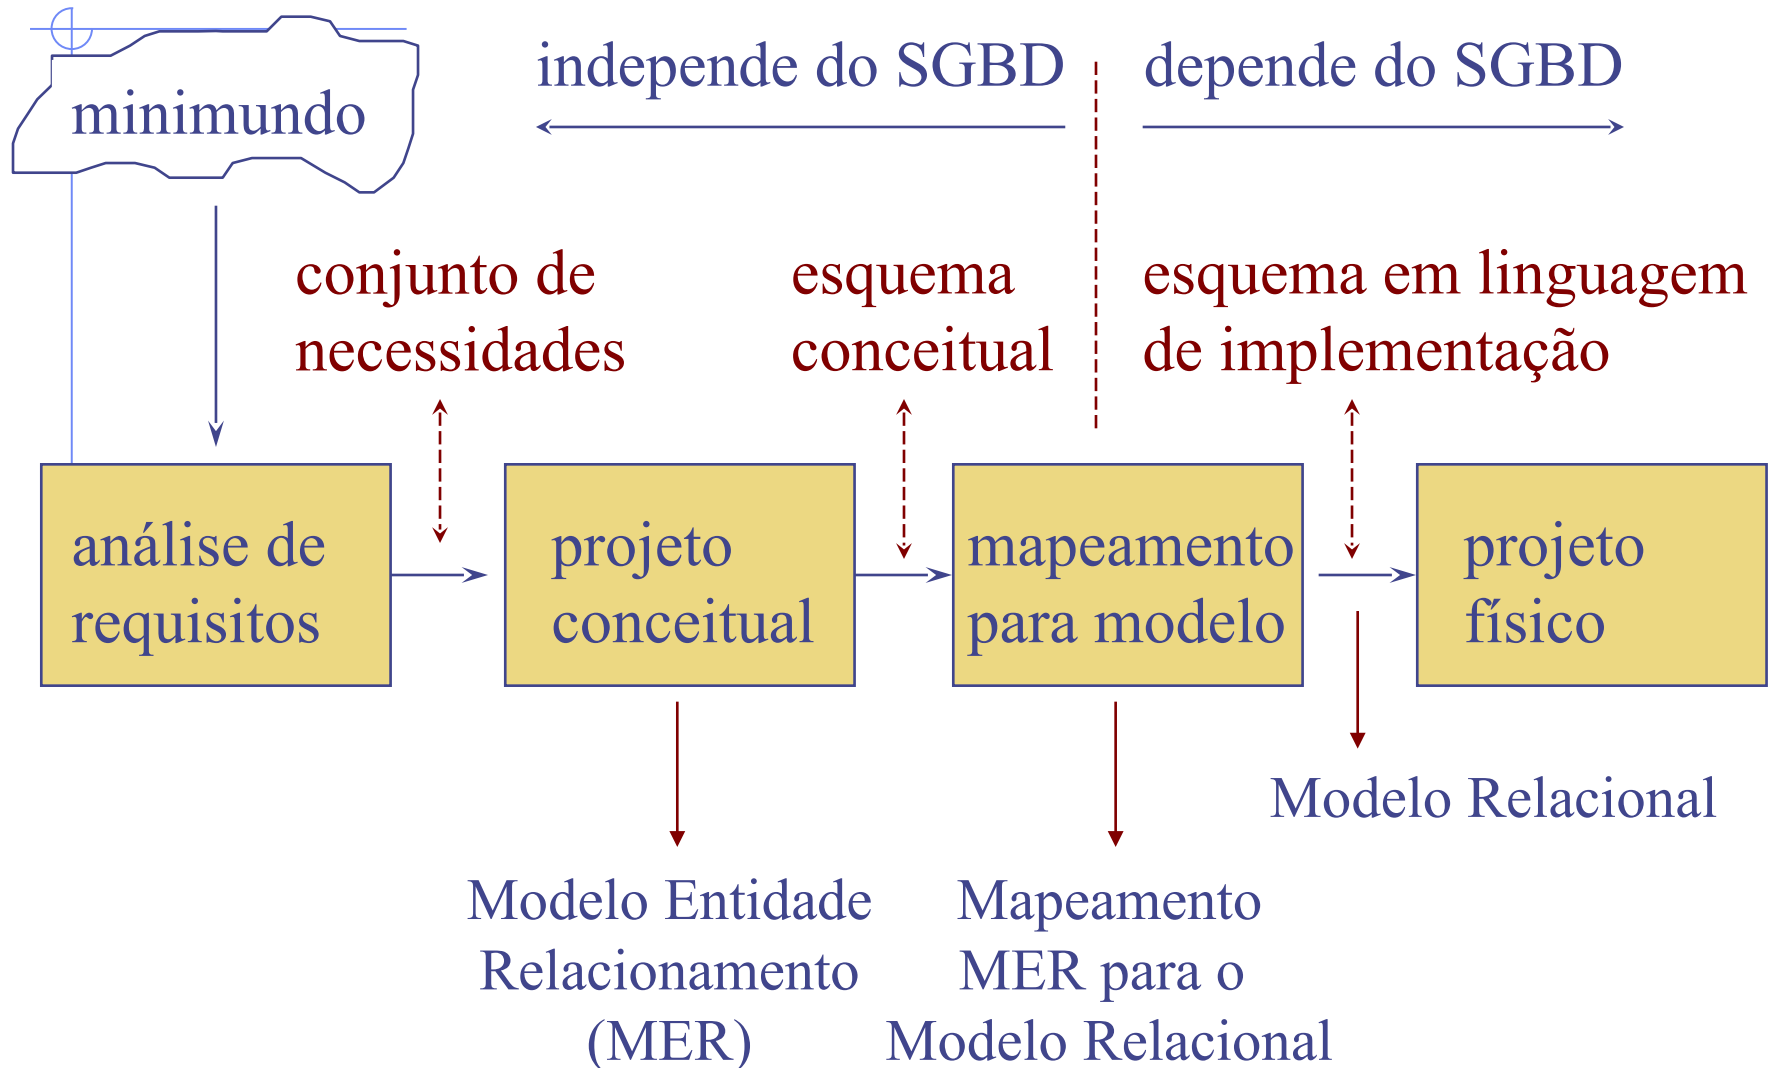 minimundo
independe do SGBD
depende do SGBD
conjunto de
necessidades
esquema
conceitual
esquema em linguagem
de implementação
análise de
requisitos
projeto
conceitual
mapeamento
para modelo
projeto
físico
Modelo Relacional
Modelo Entidade
Relacionamento
(MER)
Mapeamento
MER para o
Modelo Relacional